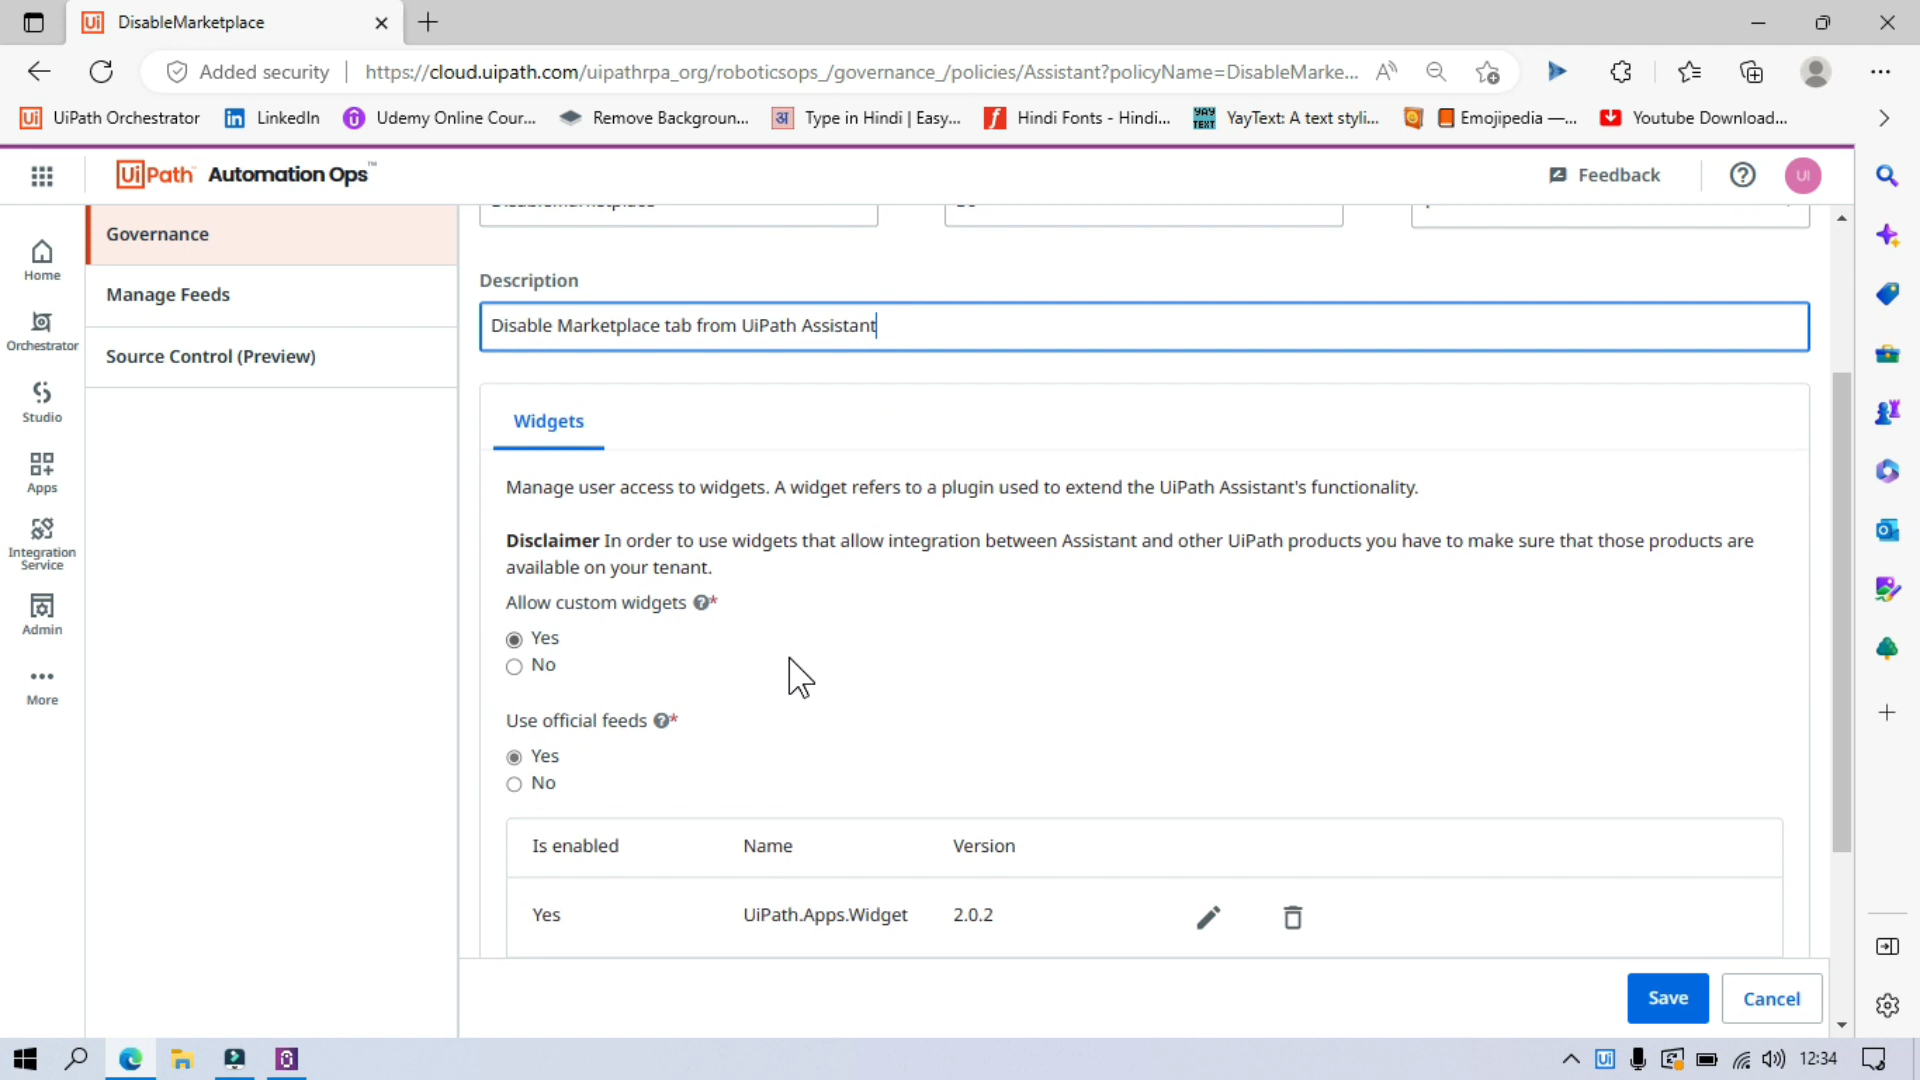 DisableMarketplace
Added security
https://cloud.uipath.com/uipathrpa_org/roboticsops_/governance_/policies/Assistant?policyName=DisableMarke...
UiPath Orchestrator
LinkedIn
Udemy Online Cour...
Remove Backgroun...
Type in Hindi | Easy...
Hindi Fonts - Hindi...
YayText: A text styli...
Emojipedia —...
Youtube Download...
UiPath Automation Ops™
Feedback
UI
Governance
Manage Feeds
Source Control (Preview)
Home
Orchestrator
Studio
Apps
Integration
Service
Admin
More
Description
Disable Marketplace tab from UiPath Assistant
Widgets
Manage user access to widgets. A widget refers to a plugin used to extend the UiPath Assistant's functionality.
Disclaimer In order to use widgets that allow integration between Assistant and other UiPath products you have to make sure that those products are
available on your tenant.
Allow custom widgets *
Yes
No
Use official feeds *
Yes
No
Is enabled Name Version
Yes UiPath.Apps.Widget 2.0.2
Save Cancel
12:34